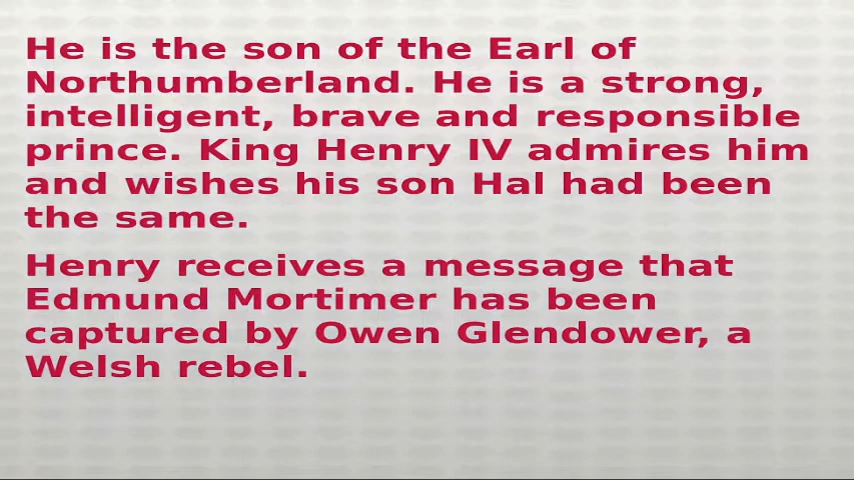 He is the son of the Earl of
Northumberland. He is a strong,
intelligent, brave and responsible
prince. King Henry IV admires him
and wishes his son Hal had been
the same.
Henry receives a message that
Edmund Mortimer has been
captured by Owen Glendower, a
Welsh rebel.